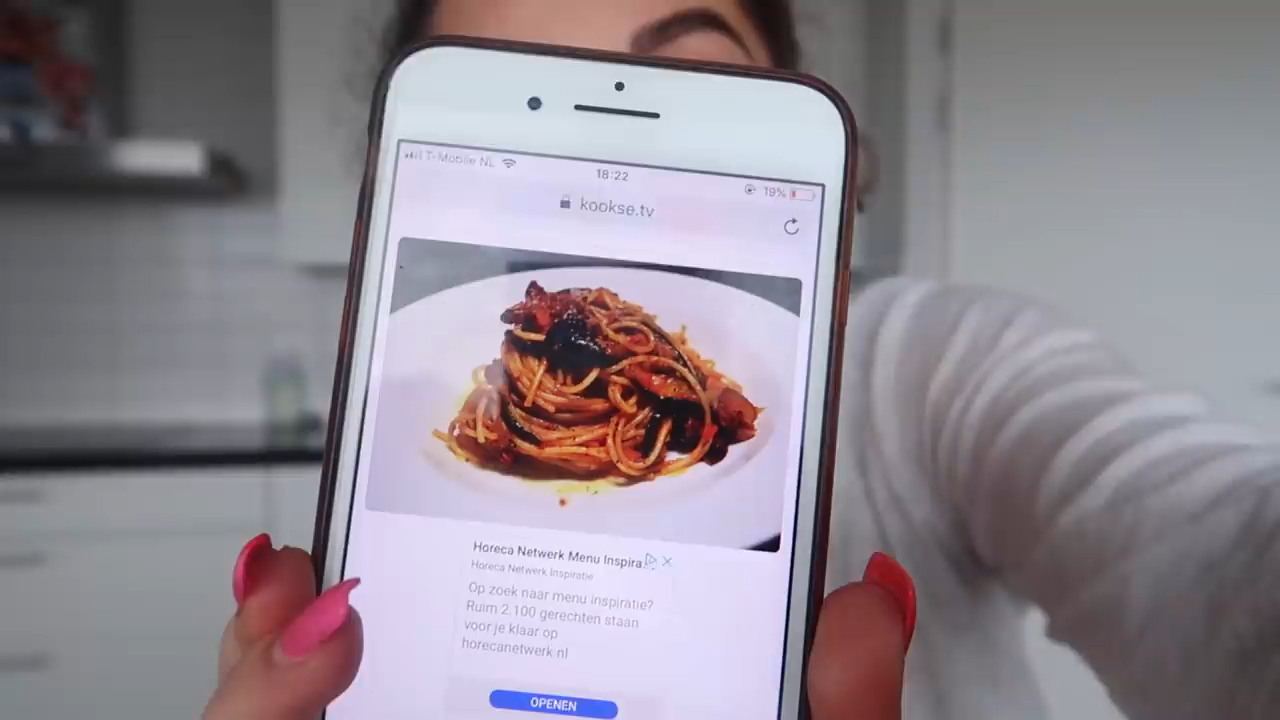 T-Mobile NL
18:22
19%
kookse.tv
Horeca Netwerk Menu Inspira...
Horeca Netwerk Inspiratie
Op zoek naar menu inspiratie?
Ruim 2.100 gerechten staan
voor je klaar op
horecanetwerk.nl
OPENEN